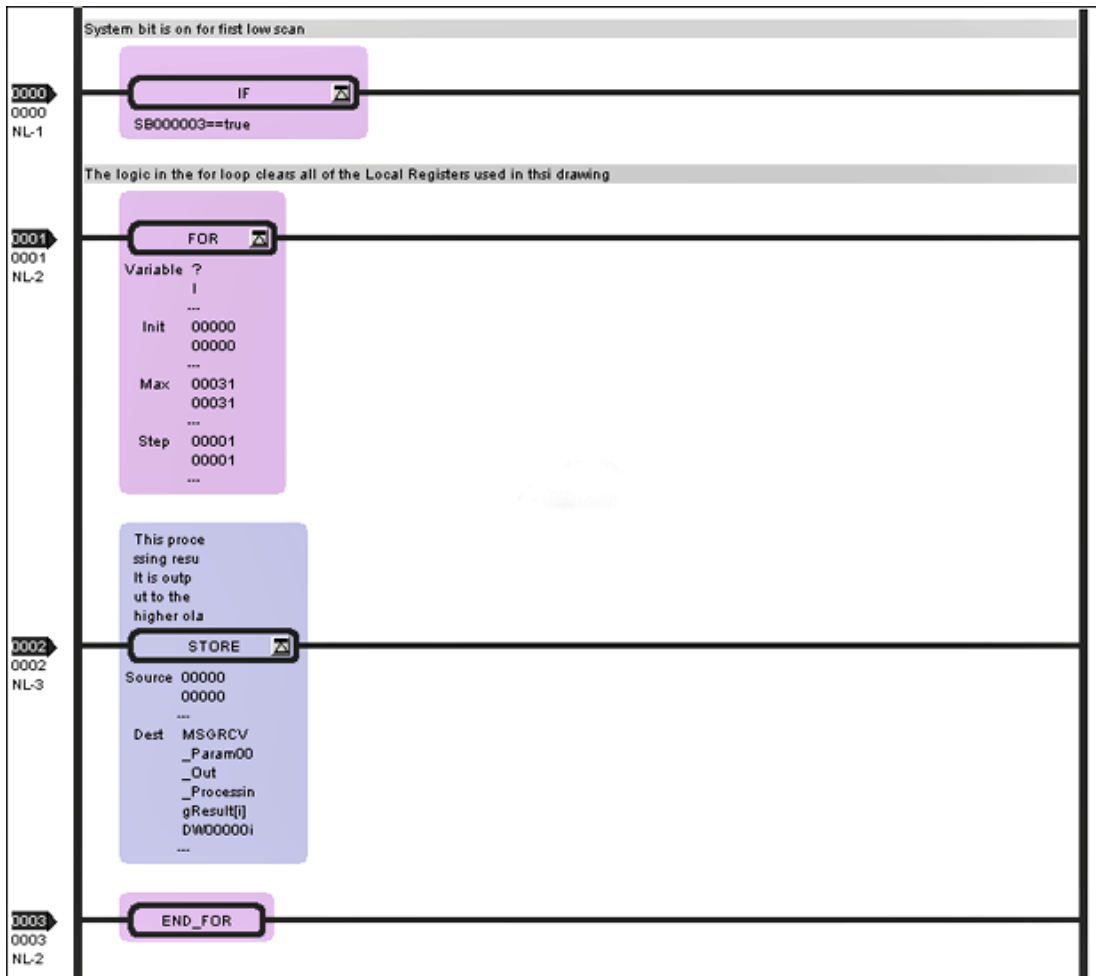 System bit is on for first low scan
0000
IF
0000
NL-1
SB000003==true
The logic in the for loop clears all of the Local Registers used in thsi drawing
0001
FOR
0001
NL-2
Variable ?
I
...
Init 00000
00000
...
Max 00031
00031
...
Step 00001
00001
...
This proce
ssing resu
lt is outp
ut to the
higher ola
0002
STORE
0002
NL-3
Source 00000
00000
...
Dest MSGRCV
_Param00
_Out
_Processin
gResult[i]
DW00000i
...
0003
END_FOR
0003
NL-2